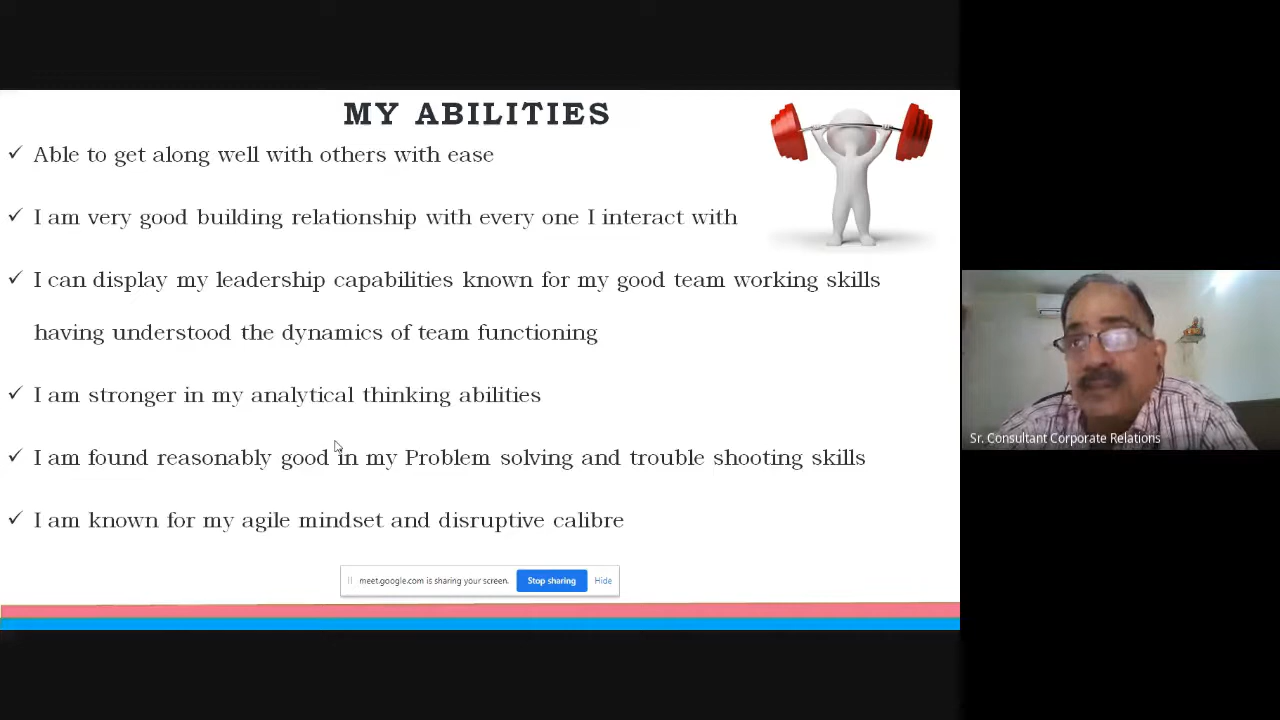 MY ABILITIES
✓ Able to get along well with others with ease
✓ I am very good building relationship with every one I interact with
✓ I can display my leadership capabilities known for my good team working skills
having understood the dynamics of team functioning
✓ I am stronger in my analytical thinking abilities
✓ I am found reasonably good in my Problem solving and trouble shooting skills
✓ I am known for my agile mindset and disruptive calibre
meet.google.com is sharing your screen. Stop sharing Hide
Sr. Consultant Corporate Relations